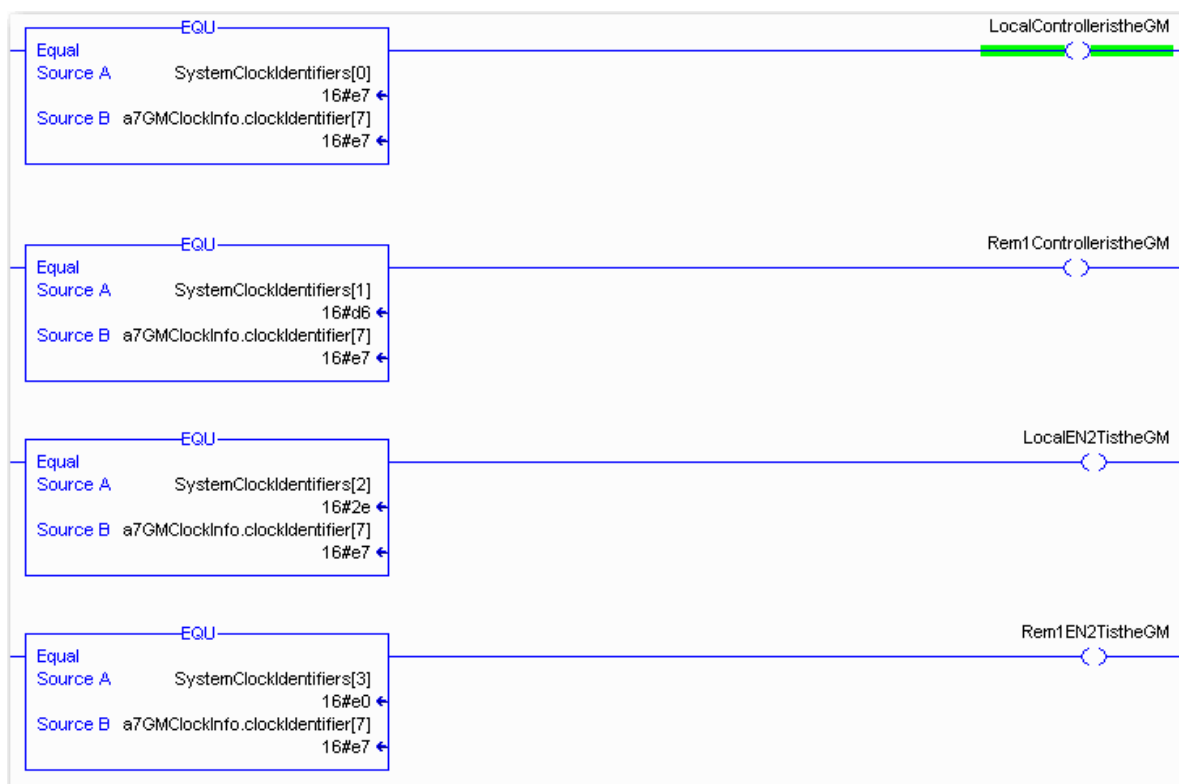 EQU
LocalControlleristheGM
Equal
Source A SystemClockIdentifiers[0]
16#e7
Source B a7GMClockInfo.clockIdentifier[7]
16#e7
EQU
Rem1ControlleristheGM
Equal
Source A SystemClockIdentifiers[1]
16#d6
Source B a7GMClockInfo.clockIdentifier[7]
16#e7
EQU
LocalEN2TistheGM
Equal
Source A SystemClockIdentifiers[2]
16#2e
Source B a7GMClockInfo.clockIdentifier[7]
16#e7
EQU
Rem1EN2TistheGM
Equal
Source A SystemClockIdentifiers[3]
16#e0
Source B a7GMClockInfo.clockIdentifier[7]
16#e7